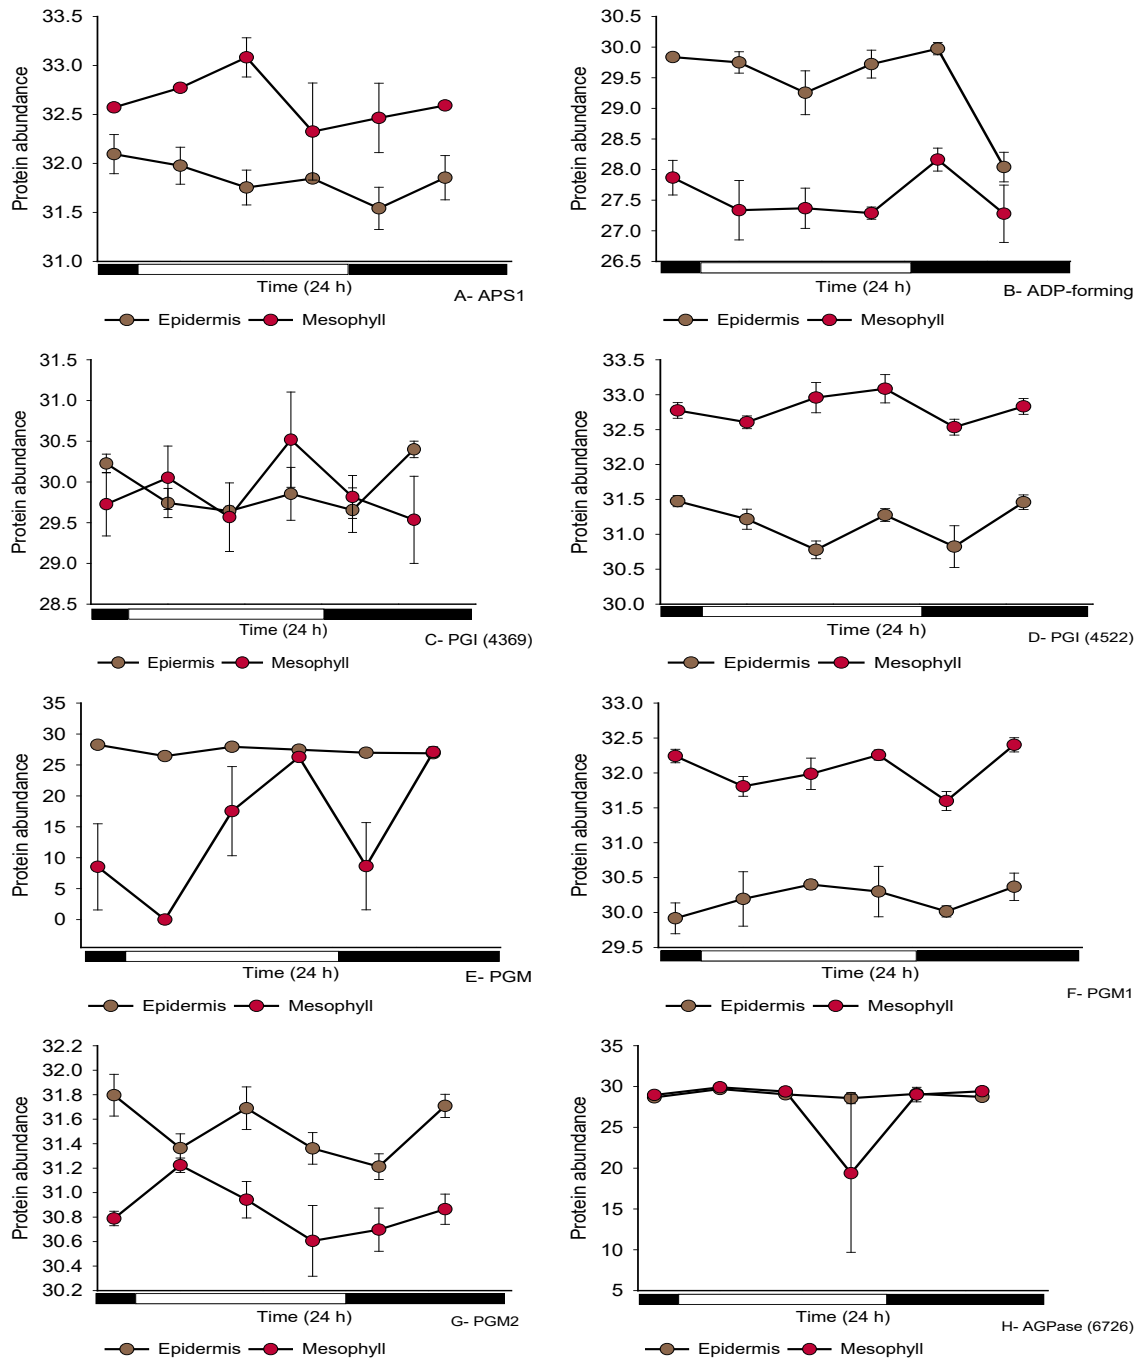 33.5
33.0
32.5
32.0
31.5
31.0
Protein abundance
Time (24 h)
A- APS1
Epidermis Mesophyll
30.5
30.0
29.5
29.0
28.5
28.0
27.5
27.0
26.5
Protein abundance
Time (24 h)
B- ADP-forming
Epidermis Mesophyll
31.5
31.0
30.5
30.0
29.5
29.0
28.5
Protein abundance
Time (24 h)
C- PGI (4369)
Epiermis Mesophyll
33.5
33.0
32.5
32.0
31.5
31.0
30.5
30.0
Protein abundance
Time (24 h)
D- PGI (4522)
Epidermis Mesophyll
35
30
25
20
15
10
5
0
Protein abundance
Time (24 h)
E- PGM
Epidermis Mesophyll
33.0
32.5
32.0
31.5
31.0
30.5
30.0
29.5
Protein abundance
Time (24 h)
F- PGM1
Epidermis Mesophyll
32.2
32.0
31.8
31.6
31.4
31.2
31.0
30.8
30.6
30.4
30.2
Protein abundance
Time (24 h)
G- PGM2
Epidermis Mesophyll
35
30
25
20
15
10
5
Protein abundance
Time (24 h)
H- AGPase (6726)
Epidermis Mesophyll